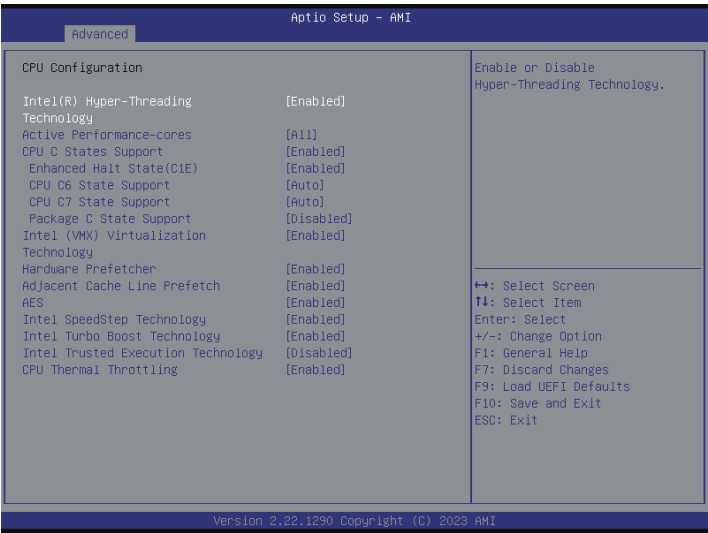 Aptio Setup – AMI
Advanced
CPU Configuration
Intel(R) Hyper-Threading [Enabled]
Technology
Active Performance-cores [All]
CPU C States Support [Enabled]
Enhanced Halt State(C1E) [Enabled]
CPU C6 State Support [Auto]
CPU C7 State Support [Auto]
Package C State Support [Disabled]
Intel (VMX) Virtualization [Enabled]
Technology
Hardware Prefetcher [Enabled]
Adjacent Cache Line Prefetch [Enabled]
AES [Enabled]
Intel SpeedStep Technology [Enabled]
Intel Turbo Boost Technology [Enabled]
Intel Trusted Execution Technology [Disabled]
CPU Thermal Throttling [Enabled]
Enable or Disable
Hyper-Threading Technology.
↔: Select Screen
↑↓: Select Item
Enter: Select
+/-: Change Option
F1: General Help
F7: Discard Changes
F9: Load UEFI Defaults
F10: Save and Exit
ESC: Exit
Version 2.22.1290 Copyright (C) 2023 AMI